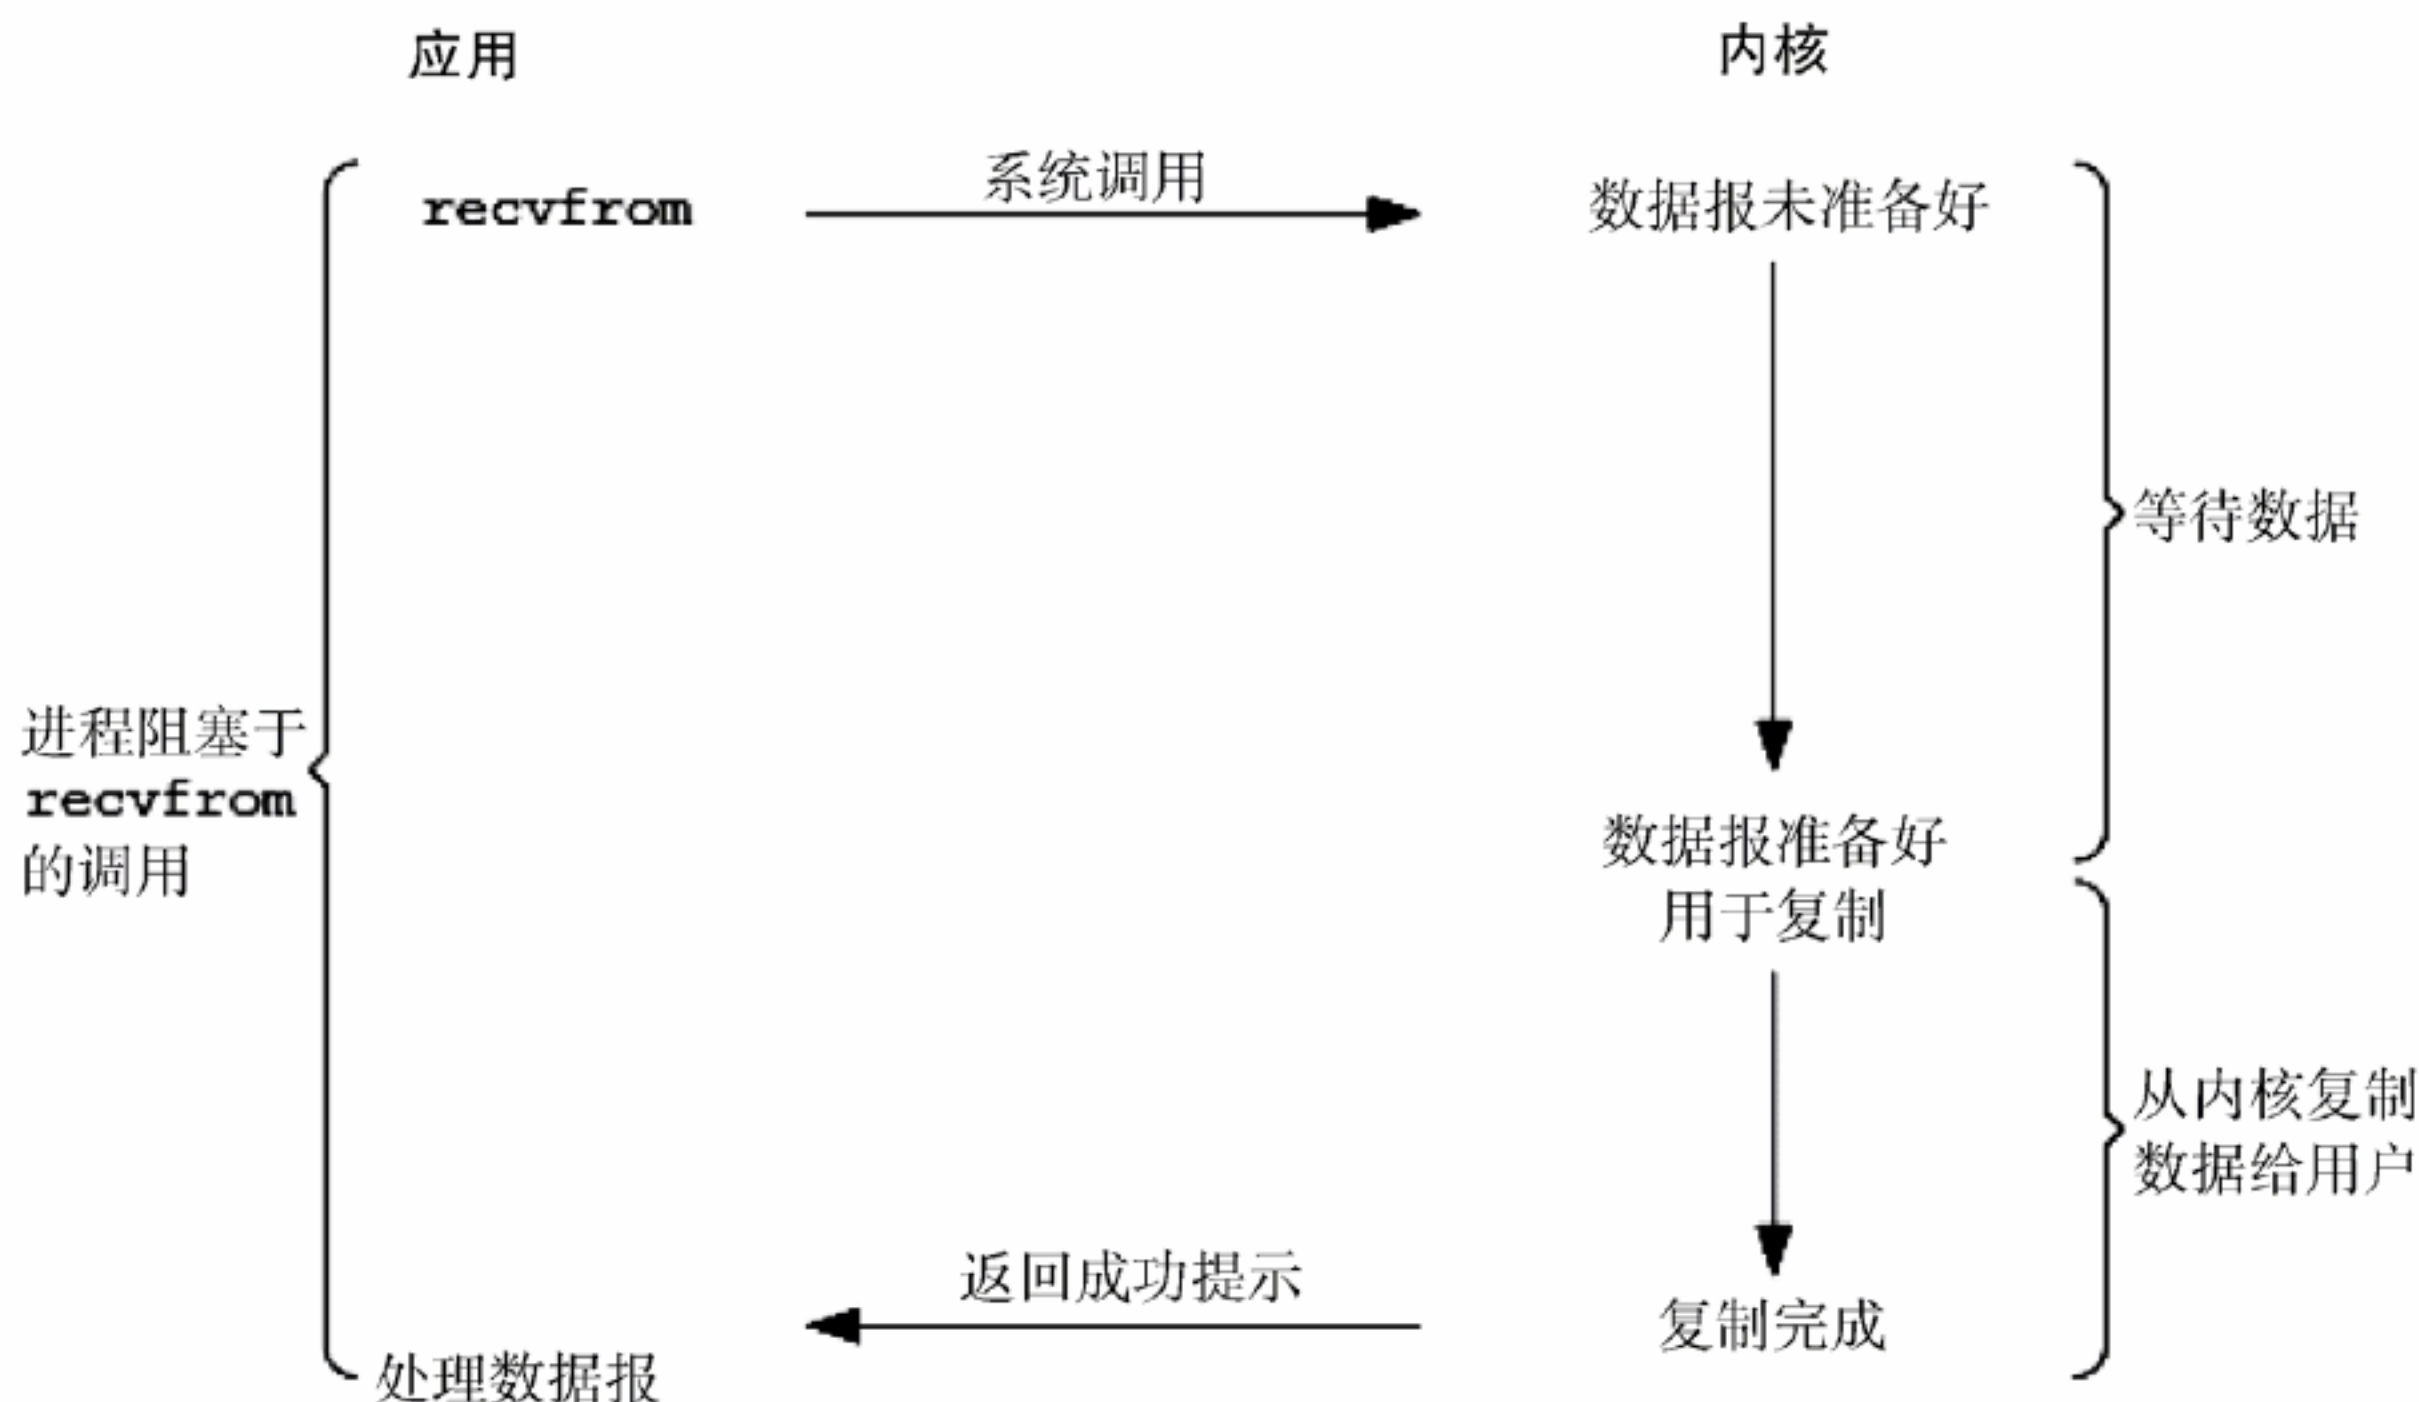 应用
内核
系统调用
recvfrom
数据报未准备好
等待数据
进程阻塞于
recvfrom
的调用
数据报准备好
用于复制
从内核复制
数据给用户
返回成功提示
复制完成
处理数据报